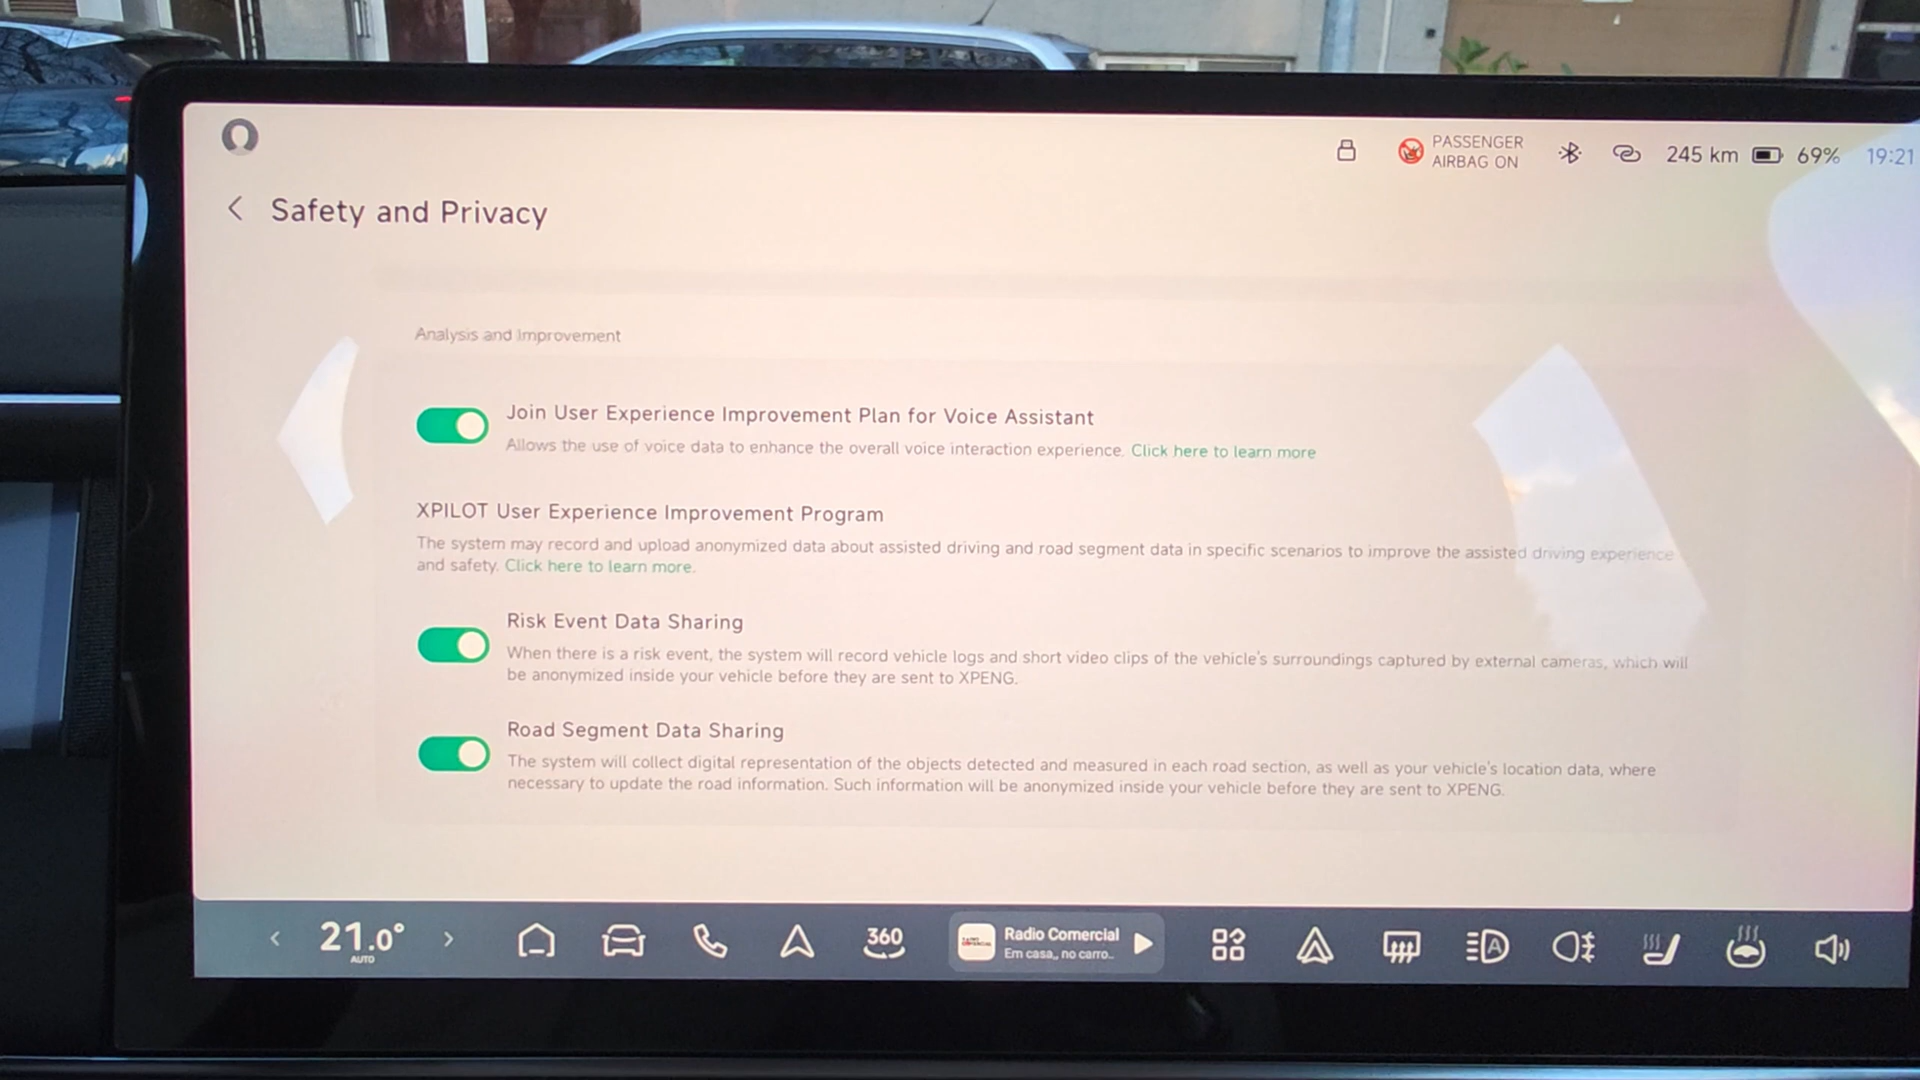 PASSENGER
AIRBAG ON
245 km
69%
19:21
Safety and Privacy
Analysis and Improvement
Join User Experience Improvement Plan for Voice Assistant
Allows the use of voice data to enhance the overall voice interaction experience. Click here to learn more
XPILOT User Experience Improvement Program
The system may record and upload anonymized data about assisted driving and road segment data in specific scenarios to improve the assisted driving experience
and safety. Click here to learn more.
Risk Event Data Sharing
When there is a risk event, the system will record vehicle logs and short video clips of the vehicle's surroundings captured by external cameras, which will
be anonymized inside your vehicle before they are sent to XPENG.
Road Segment Data Sharing
The system will collect digital representation of the objects detected and measured in each road section, as well as your vehicle's location data, where
necessary to update the road information. Such information will be anonymized inside your vehicle before they are sent to XPENG.
21.0°
AUTO
360
Radio Comercial
Em casa,, no carro..
A